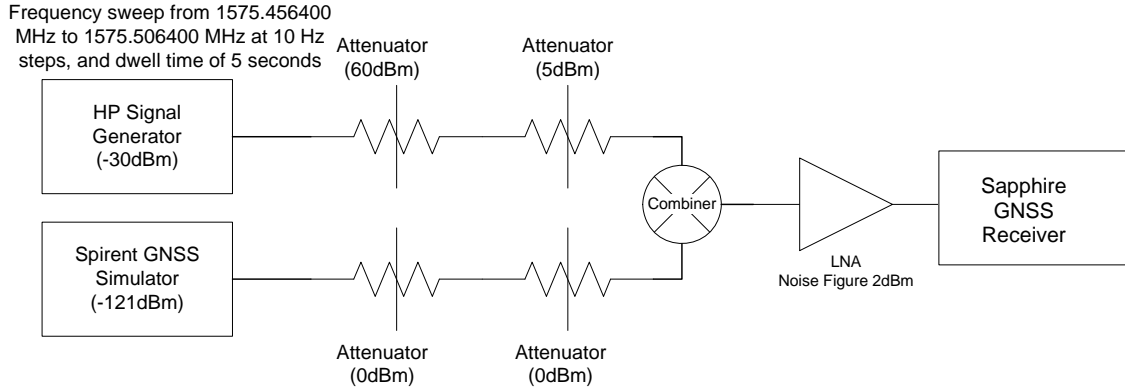 Frequency sweep from 1575.456400
MHz to 1575.506400 MHz at 10 Hz
steps, and dwell time of 5 seconds
Attenuator
(60dBm)
Attenuator
(5dBm)
HP Signal
Generator
(-30dBm)
Combiner
Sapphire
GNSS
Receiver
LNA
Noise Figure 2dBm
Spirent GNSS
Simulator
(-121dBm)
Attenuator
(0dBm)
Attenuator
(0dBm)